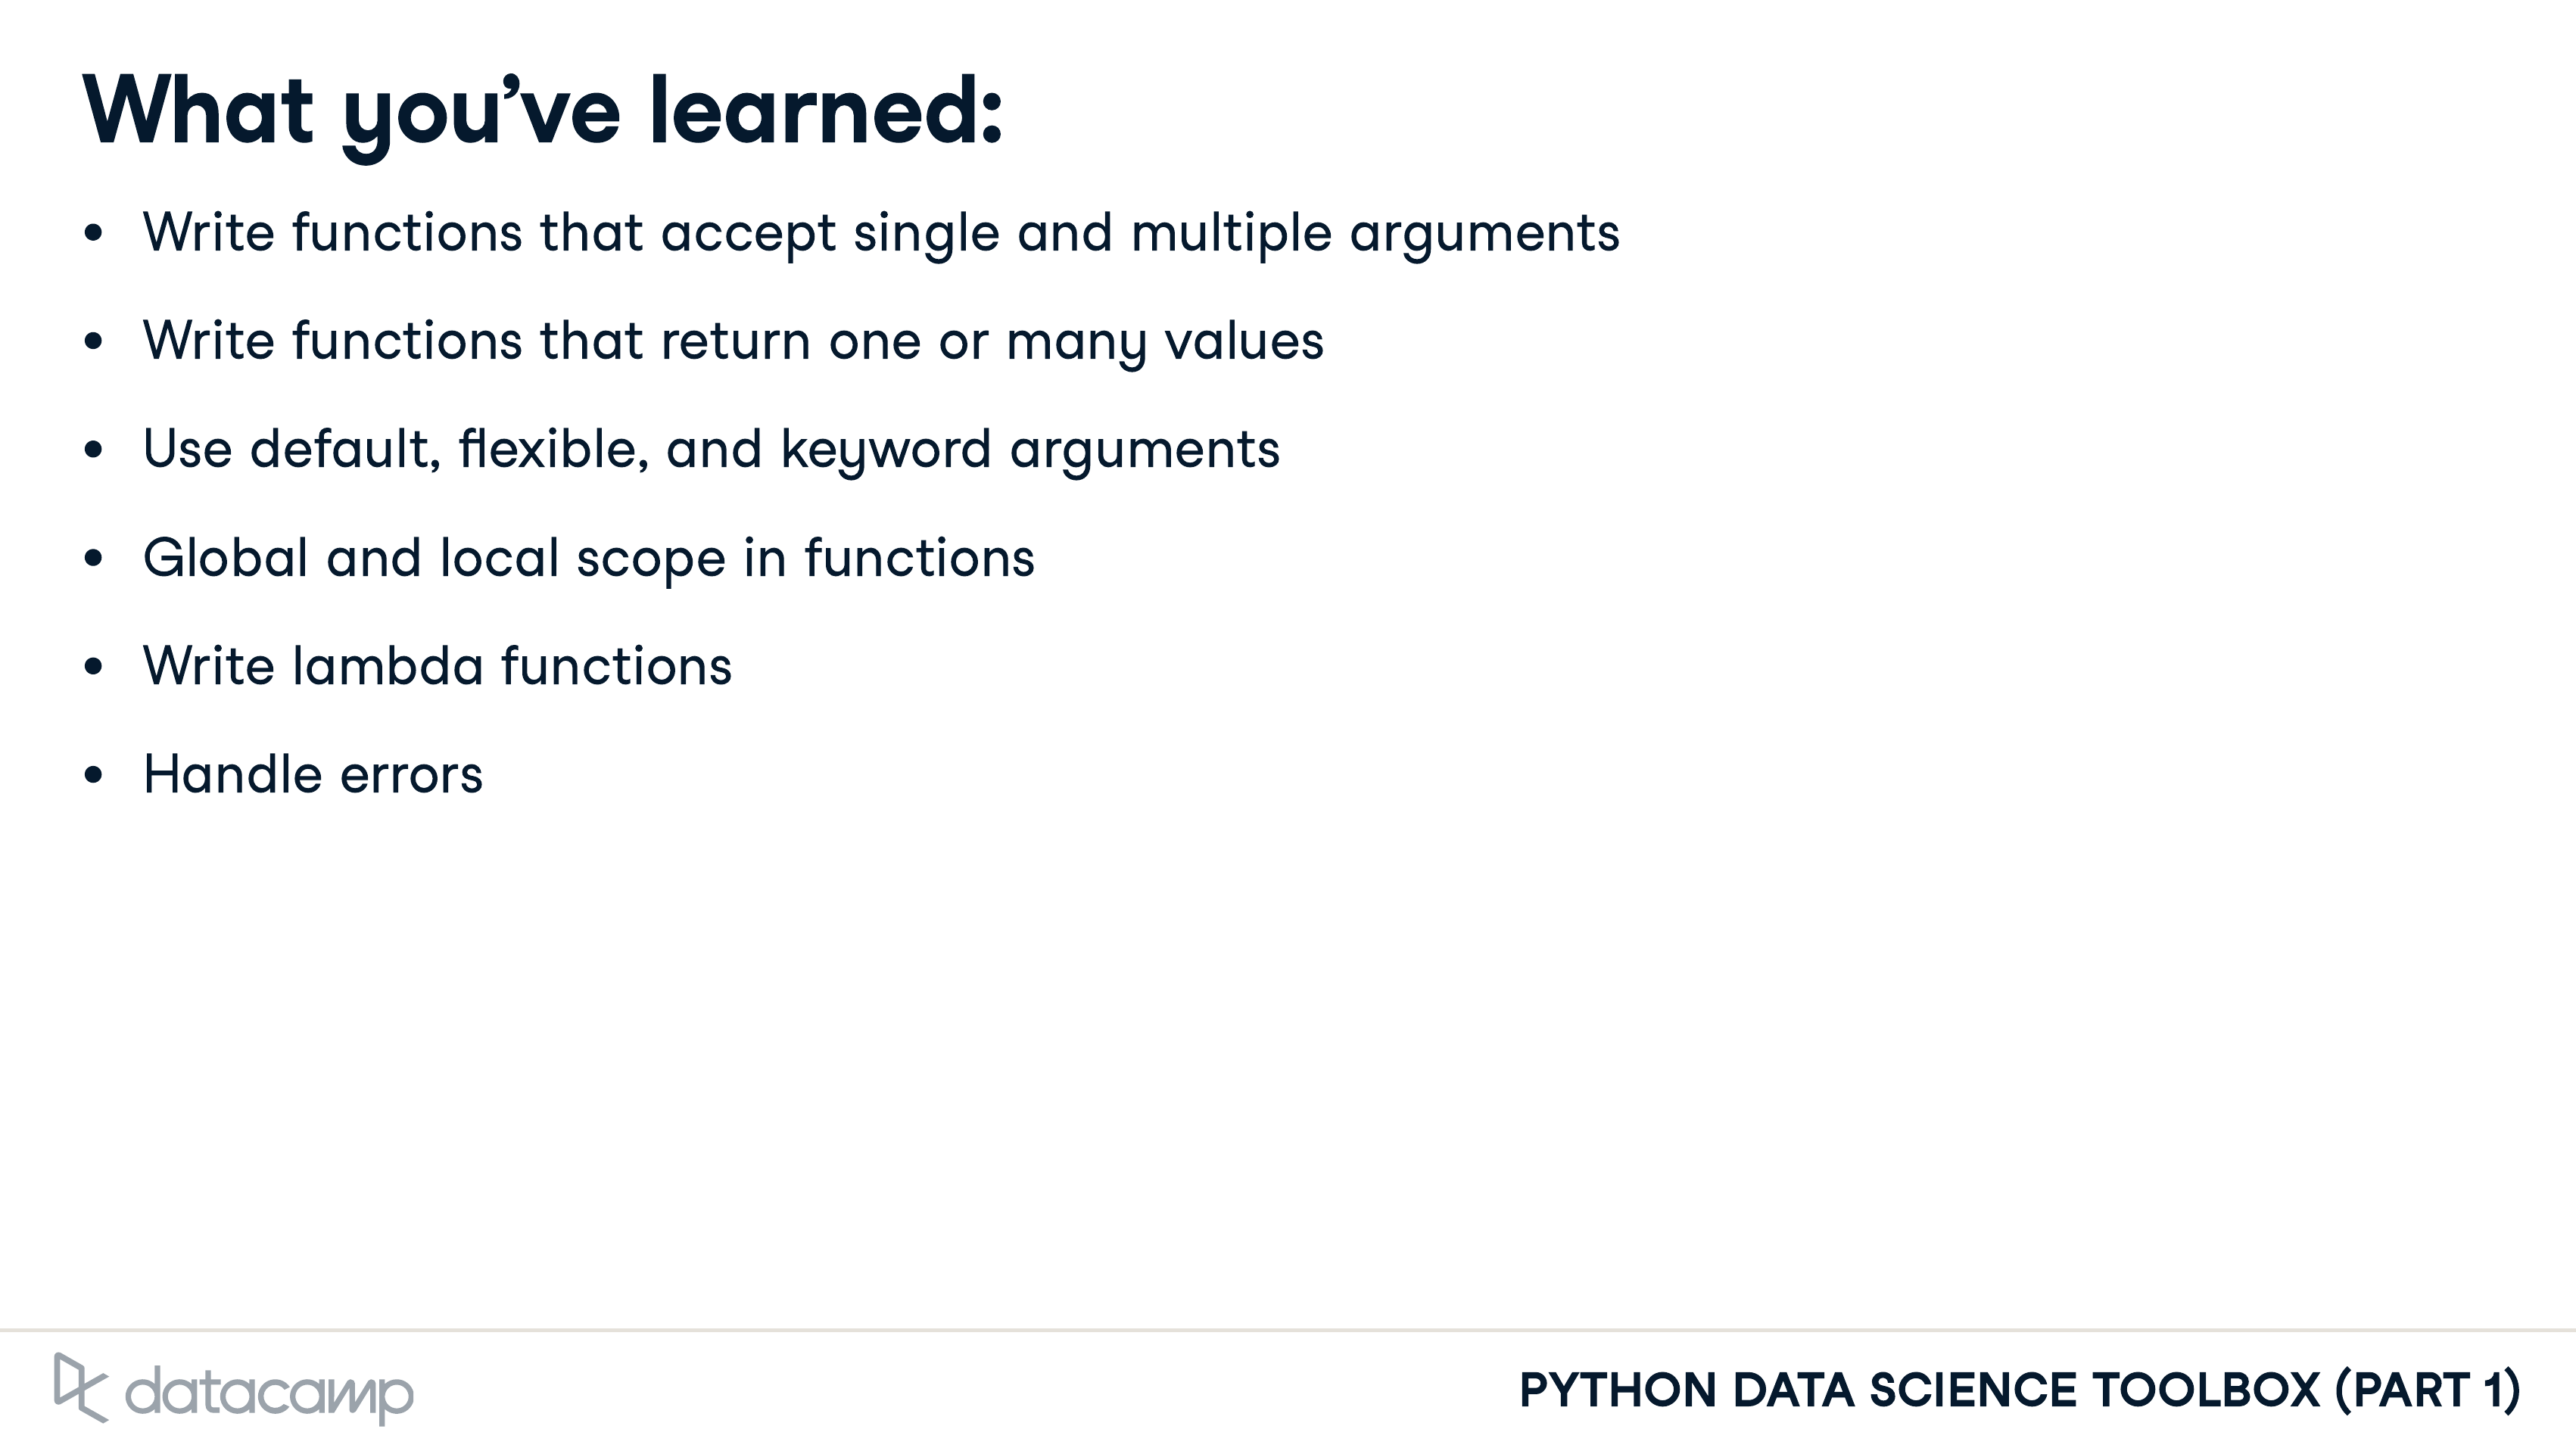 What you’ve learned:
• Write functions that accept single and multiple arguments
• Write functions that return one or many values
• Use default, flexible, and keyword arguments
• Global and local scope in functions
• Write lambda functions
• Handle errors
datacamp
PYTHON DATA SCIENCE TOOLBOX (PART 1)